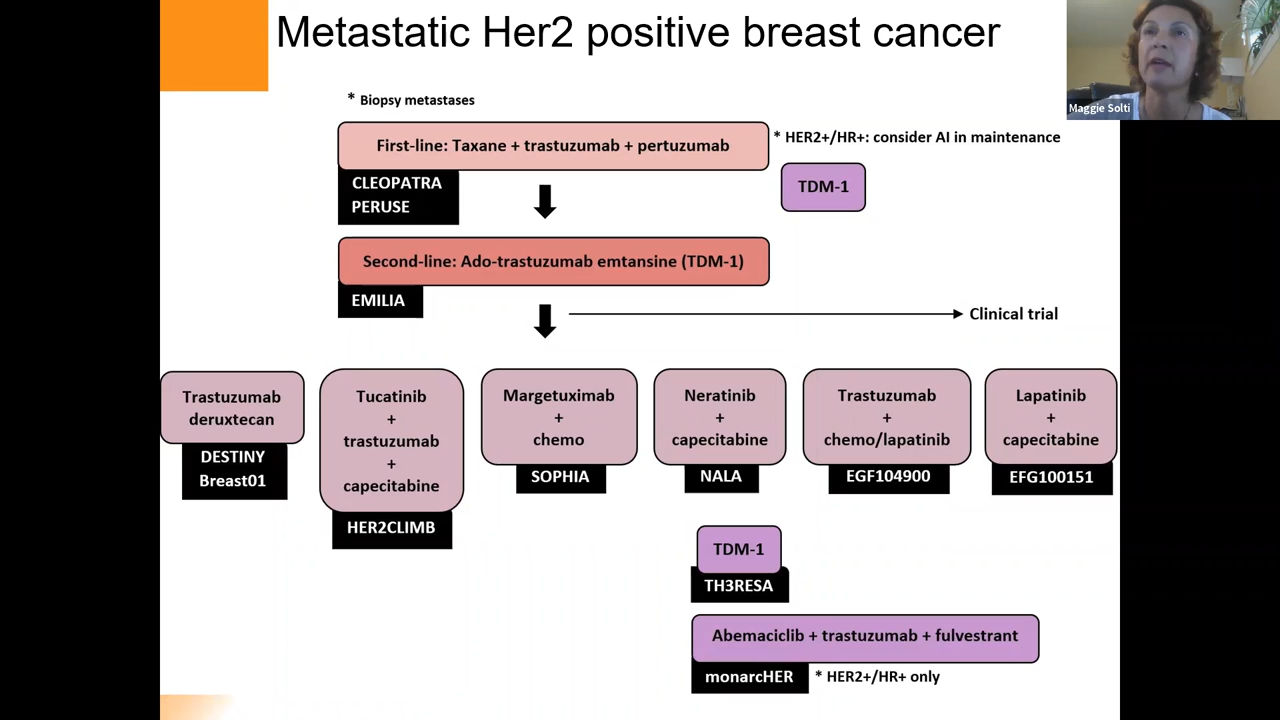 Metastatic Her2 positive breast cancer
Maggie Solti
* Biopsy metastases
First-line: Taxane + trastuzumab + pertuzumab
* HER2+/HR+: consider AI in maintenance
CLEOPATRA
PERUSE
TDM-1
Second-line: Ado-trastuzumab emtansine (TDM-1)
EMILIA
Clinical trial
Trastuzumab
deruxtecan
DESTINY
Breast01
Tucatinib
+
trastuzumab
+
capecitabine
HER2CLIMB
Margetuximab
+
chemo
SOPHIA
Neratinib
+
capecitabine
NALA
Trastuzumab
+
chemo/lapatinib
EGF104900
Lapatinib
+
capecitabine
EFG100151
TDM-1
TH3RESA
Abemaciclib + trastuzumab + fulvestrant
monarcHER
* HER2+/HR+ only